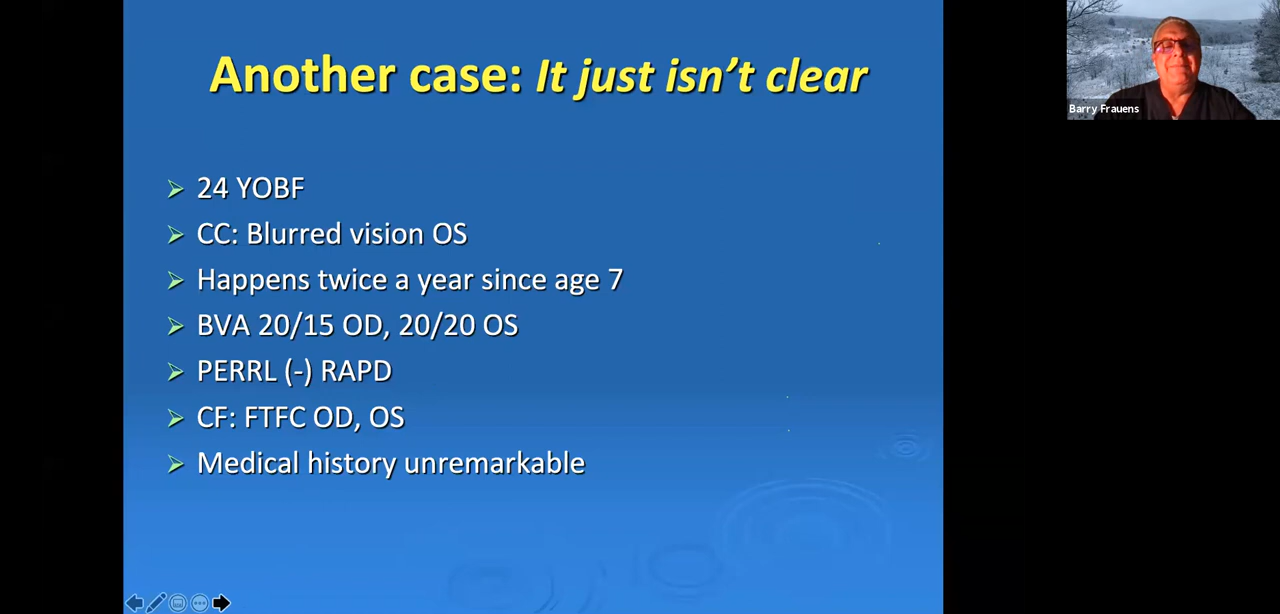 Another case: It just isn't clear
24 YOBF
CC: Blurred vision OS
Happens twice a year since age 7
BVA 20/15 OD, 20/20 OS
PERRL (-) RAPD
CF: FTFC OD, OS
Medical history unremarkable
Barry Frauens